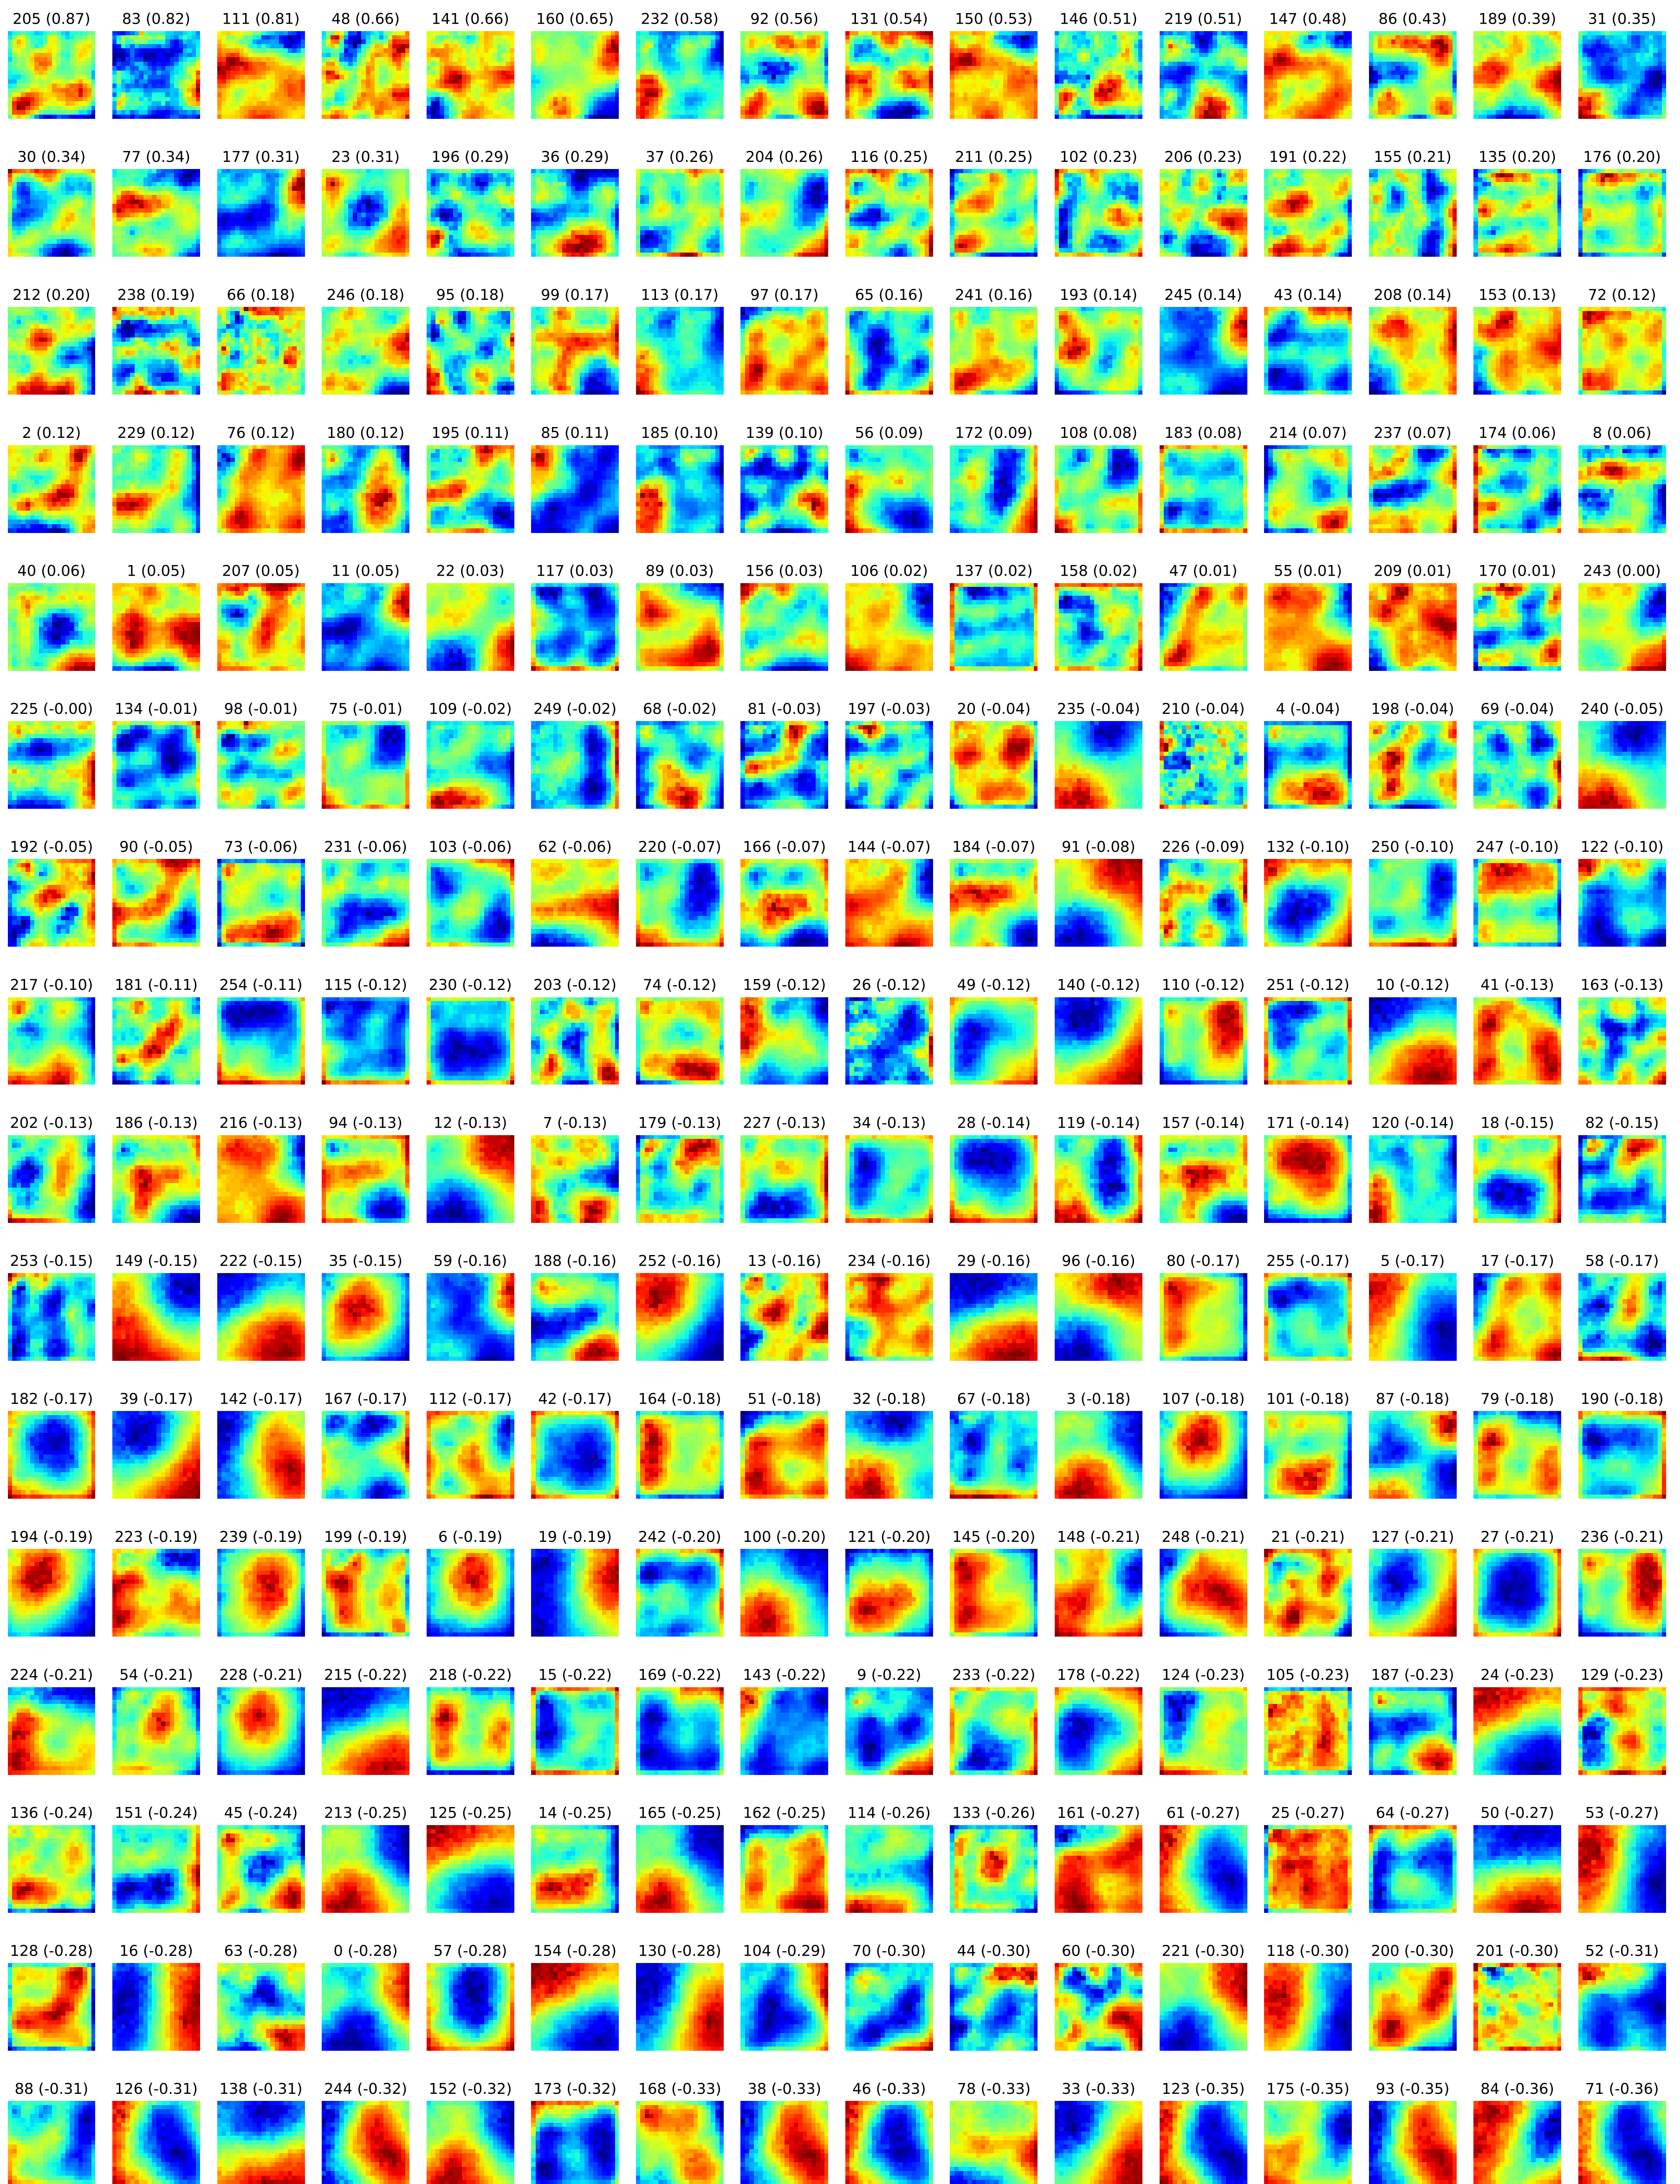 205 (0.87) 83 (0.82) 111 (0.81) 48 (0.66) 141 (0.66) 160 (0.65) 232 (0.58) 92 (0.56) 131 (0.54) 150 (0.53) 146 (0.51) 219 (0.51) 147 (0.48) 86 (0.43) 189 (0.39) 31 (0.35)
30 (0.34) 77 (0.34) 177 (0.31) 23 (0.31) 196 (0.29) 36 (0.29) 37 (0.26) 204 (0.26) 116 (0.25) 211 (0.25) 102 (0.23) 206 (0.23) 191 (0.22) 155 (0.21) 135 (0.20) 176 (0.20)
212 (0.20) 238 (0.19) 66 (0.18) 246 (0.18) 95 (0.18) 99 (0.17) 113 (0.17) 97 (0.17) 65 (0.16) 241 (0.16) 193 (0.14) 245 (0.14) 43 (0.14) 208 (0.14) 153 (0.13) 72 (0.12)
2 (0.12) 229 (0.12) 76 (0.12) 180 (0.12) 195 (0.11) 85 (0.11) 185 (0.10) 139 (0.10) 56 (0.09) 172 (0.09) 108 (0.08) 183 (0.08) 214 (0.07) 237 (0.07) 174 (0.06) 8 (0.06)
40 (0.06) 1 (0.05) 207 (0.05) 11 (0.05) 22 (0.03) 117 (0.03) 89 (0.03) 156 (0.03) 106 (0.02) 137 (0.02) 158 (0.02) 47 (0.01) 55 (0.01) 209 (0.01) 170 (0.01) 243 (0.00)
225 (-0.00) 134 (-0.01) 98 (-0.01) 75 (-0.01) 109 (-0.02) 249 (-0.02) 68 (-0.02) 81 (-0.03) 197 (-0.03) 20 (-0.04) 235 (-0.04) 210 (-0.04) 4 (-0.04) 198 (-0.04) 69 (-0.04) 240 (-0.05)
192 (-0.05) 90 (-0.05) 73 (-0.06) 231 (-0.06) 103 (-0.06) 62 (-0.06) 220 (-0.07) 166 (-0.07) 144 (-0.07) 184 (-0.07) 91 (-0.08) 226 (-0.09) 132 (-0.10) 250 (-0.10) 247 (-0.10) 122 (-0.10)
217 (-0.10) 181 (-0.11) 254 (-0.11) 115 (-0.12) 230 (-0.12) 203 (-0.12) 74 (-0.12) 159 (-0.12) 26 (-0.12) 49 (-0.12) 140 (-0.12) 110 (-0.12) 251 (-0.12) 10 (-0.12) 41 (-0.13) 163 (-0.13)
202 (-0.13) 186 (-0.13) 216 (-0.13) 94 (-0.13) 12 (-0.13) 7 (-0.13) 179 (-0.13) 227 (-0.13) 34 (-0.13) 28 (-0.14) 119 (-0.14) 157 (-0.14) 171 (-0.14) 120 (-0.14) 18 (-0.15) 82 (-0.15)
253 (-0.15) 149 (-0.15) 222 (-0.15) 35 (-0.15) 59 (-0.16) 188 (-0.16) 252 (-0.16) 13 (-0.16) 234 (-0.16) 29 (-0.16) 96 (-0.16) 80 (-0.17) 255 (-0.17) 5 (-0.17) 17 (-0.17) 58 (-0.17)
182 (-0.17) 39 (-0.17) 142 (-0.17) 167 (-0.17) 112 (-0.17) 42 (-0.17) 164 (-0.18) 51 (-0.18) 32 (-0.18) 67 (-0.18) 3 (-0.18) 107 (-0.18) 101 (-0.18) 87 (-0.18) 79 (-0.18) 190 (-0.18)
194 (-0.19) 223 (-0.19) 239 (-0.19) 199 (-0.19) 6 (-0.19) 19 (-0.19) 242 (-0.20) 100 (-0.20) 121 (-0.20) 145 (-0.20) 148 (-0.21) 248 (-0.21) 21 (-0.21) 127 (-0.21) 27 (-0.21) 236 (-0.21)
224 (-0.21) 54 (-0.21) 228 (-0.21) 215 (-0.22) 218 (-0.22) 15 (-0.22) 169 (-0.22) 143 (-0.22) 9 (-0.22) 233 (-0.22) 178 (-0.22) 124 (-0.23) 105 (-0.23) 187 (-0.23) 24 (-0.23) 129 (-0.23)
136 (-0.24) 151 (-0.24) 45 (-0.24) 213 (-0.25) 125 (-0.25) 14 (-0.25) 165 (-0.25) 162 (-0.25) 114 (-0.26) 133 (-0.26) 161 (-0.27) 61 (-0.27) 25 (-0.27) 64 (-0.27) 50 (-0.27) 53 (-0.27)
128 (-0.28) 16 (-0.28) 63 (-0.28) 0 (-0.28) 57 (-0.28) 154 (-0.28) 130 (-0.28) 104 (-0.29) 70 (-0.30) 44 (-0.30) 60 (-0.30) 221 (-0.30) 118 (-0.30) 200 (-0.30) 201 (-0.30) 52 (-0.31)
88 (-0.31) 126 (-0.31) 138 (-0.31) 244 (-0.32) 152 (-0.32) 173 (-0.32) 168 (-0.33) 38 (-0.33) 46 (-0.33) 78 (-0.33) 33 (-0.33) 123 (-0.35) 175 (-0.35) 93 (-0.35) 84 (-0.36) 71 (-0.36)